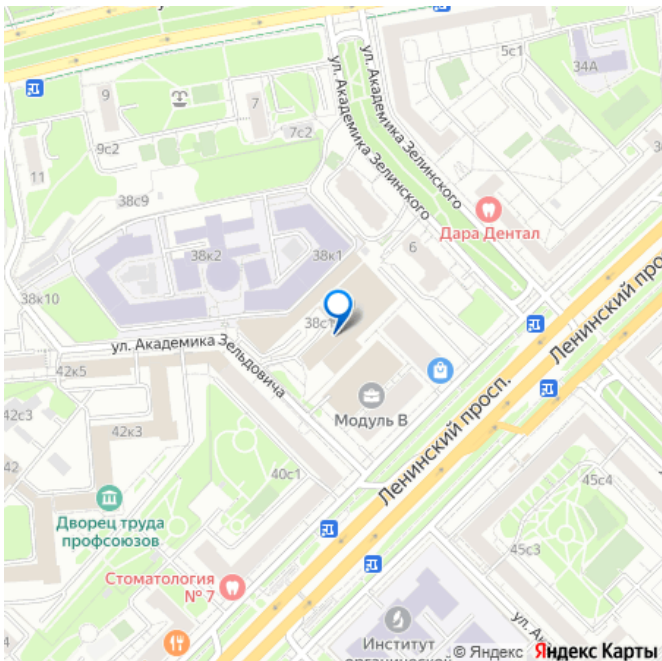 ул. Академика Зелинского
ул. Академика Зелинского
5с1
34А
9
7
7с2
9с2
11
38с9
Дара Дентал
6
38к2
38к1
38к10
38с1
Ленинский про
ул. Академика Зельдовича
42к5
Модуль В
Ленинский просп.
42с3
42к3
42
40с1
45с4
Дворец труда
профсоюзов
45с3
Стоматология
№ 7
Институт
© Яндекс Яндекс Карты